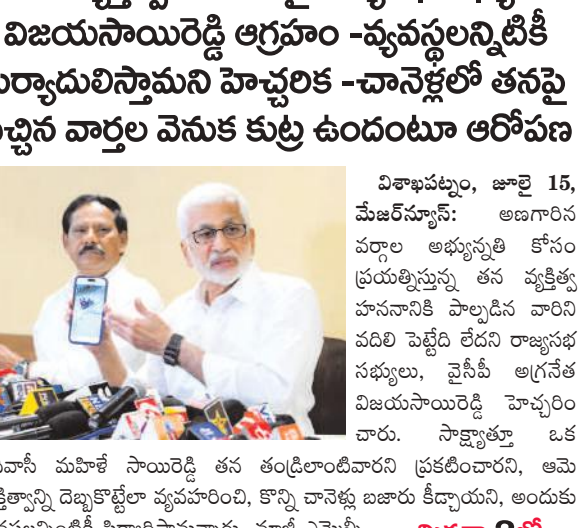 విజయసాయిరెడ్డి ఆగ్రహం -వ్యవస్థలన్నిటికీ
హెచ్చరిక -చానెళ్లలో తనపై
వార్తల వెనుక కుట్ర ఉందంటూ ఆరోపణ
విశాఖపట్నం, జూలై 15,
మేజర్‌న్యూస్: అణగారిన
వర్గాల అభ్యున్నతి కోసం
ప్రయత్నిస్తున్న తన వ్యక్తిత్వ
హననానికి పాల్పడిన వారిని
వదిలి పెట్టేది లేదని రాజ్యసభ
సభ్యులు, వైసీపీ అగ్రనేత
విజయసాయిరెడ్డి హెచ్చరిం
చారు. సాక్ష్యాత్తూ ఒక
మహిళే సాయిరెడ్డి తన తండ్రిలాంటివారని ప్రకటించారని, ఆమె
దెబ్బకొట్టేలా వ్యవహరించి, కొన్ని చానెళ్లు బజారు కీడ్చాయని, అందుకు